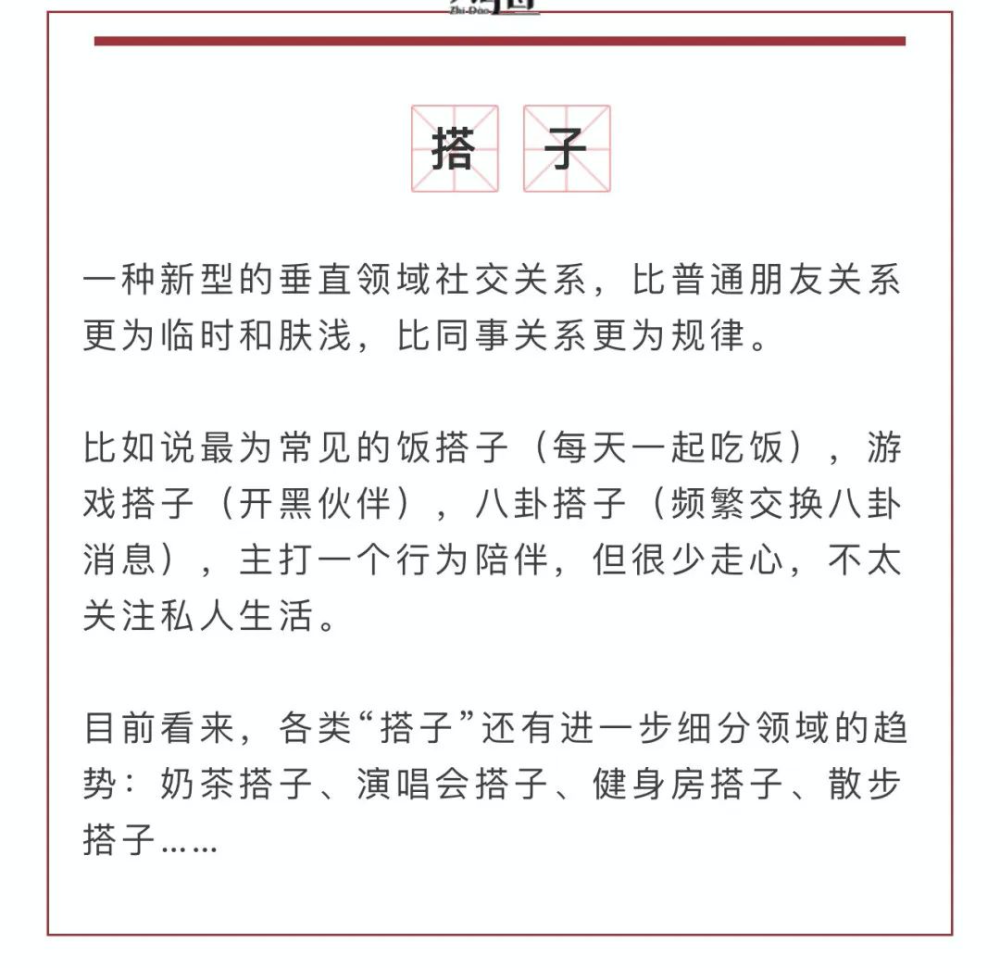 Zhi-Dao
搭子
一种新型的垂直领域社交关系，比普通朋友关系
更为临时和肤浅，比同事关系更为规律。
比如说最为常见的饭搭子（每天一起吃饭），游
戏搭子（开黑伙伴），八卦搭子（频繁交换八卦
消息），主打一个行为陪伴，但很少走心，不太
关注私人生活。
目前看来，各类“搭子”还有进一步细分领域的趋
势：奶茶搭子、演唱会搭子、健身房搭子、散步
搭子……